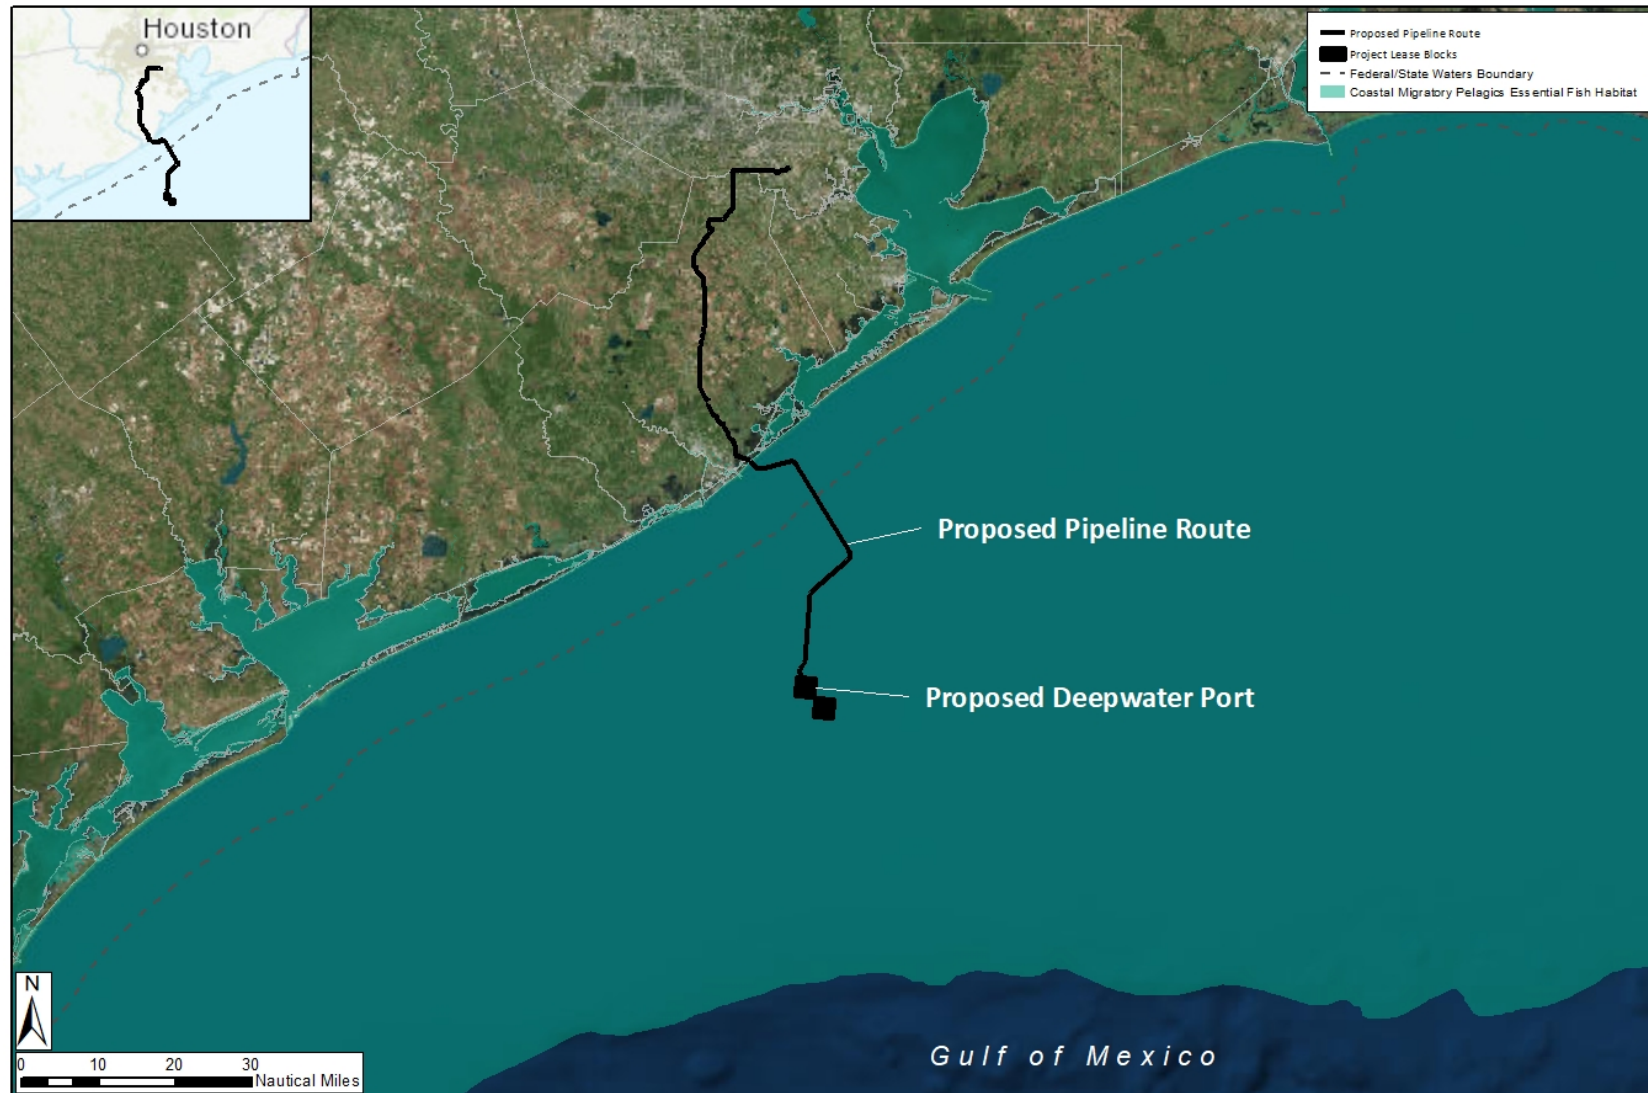 Houston
Proposed Pipeline Route
Project Lease Blocks
Federal/State Waters Boundary
Coastal Migratory Pelagics Essential Fish Habitat
Proposed Pipeline Route
Proposed Deepwater Port
N
0 10 20 30
Nautical Miles
Gulf of Mexico